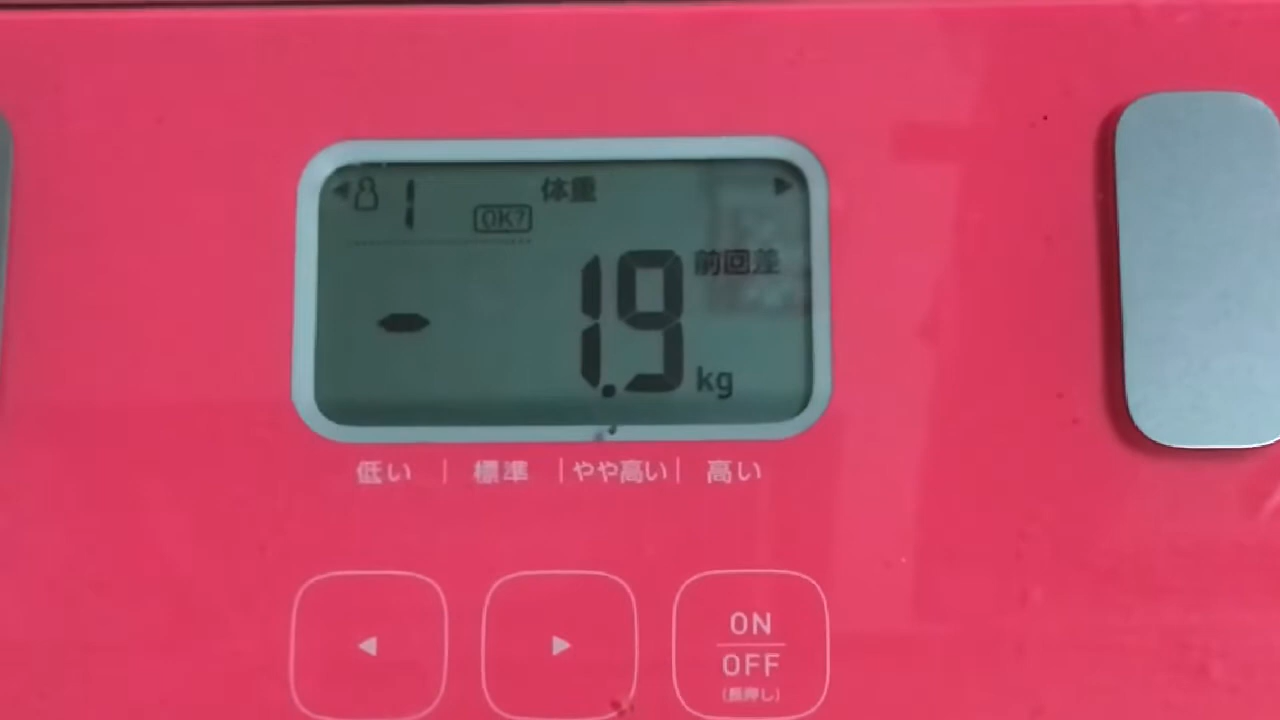 1 体重
OK?
前回差
-1.9 kg
低い | 標準 | やや高い | 高い
ON
OFF
(長押し)